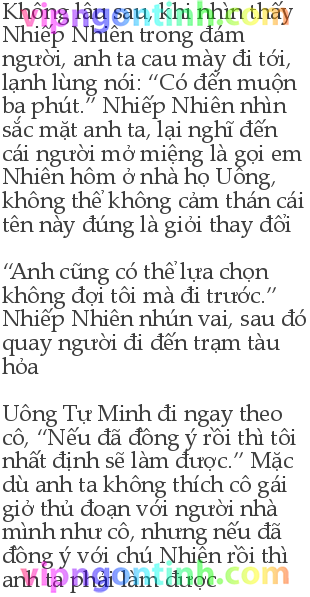 Không lâu sau, khi nhìn thấy
Nhiếp Nhiên trong đám
người, anh ta cau mày đi tới,
lạnh lùng nói: “Cô đến muộn
ba phút.” Nhiếp Nhiên nhìn
sắc mặt anh ta, lại nghĩ đến
cái người mở miệng là gọi em
Nhiên hôm ở nhà họ Uông,
không thể không cảm thán cái
tên này đúng là giỏi thay đổi
“Anh cũng có thể lựa chọn
không đợi tôi mà đi trước.”
Nhiếp Nhiên nhún vai, sau đó
quay người đi đến trạm tàu
hỏa
Uông Tự Minh đi ngay theo
cô, “Nếu đã đồng ý rồi thì tôi
nhất định sẽ làm được.” Mặc
dù anh ta không thích cô gái
giở thủ đoạn với người nhà
mình như cô, nhưng nếu đã
đồng ý với chú Nhiên rồi thì
anh ta phải làm được
vipngontinh.com
vipngontinh.com